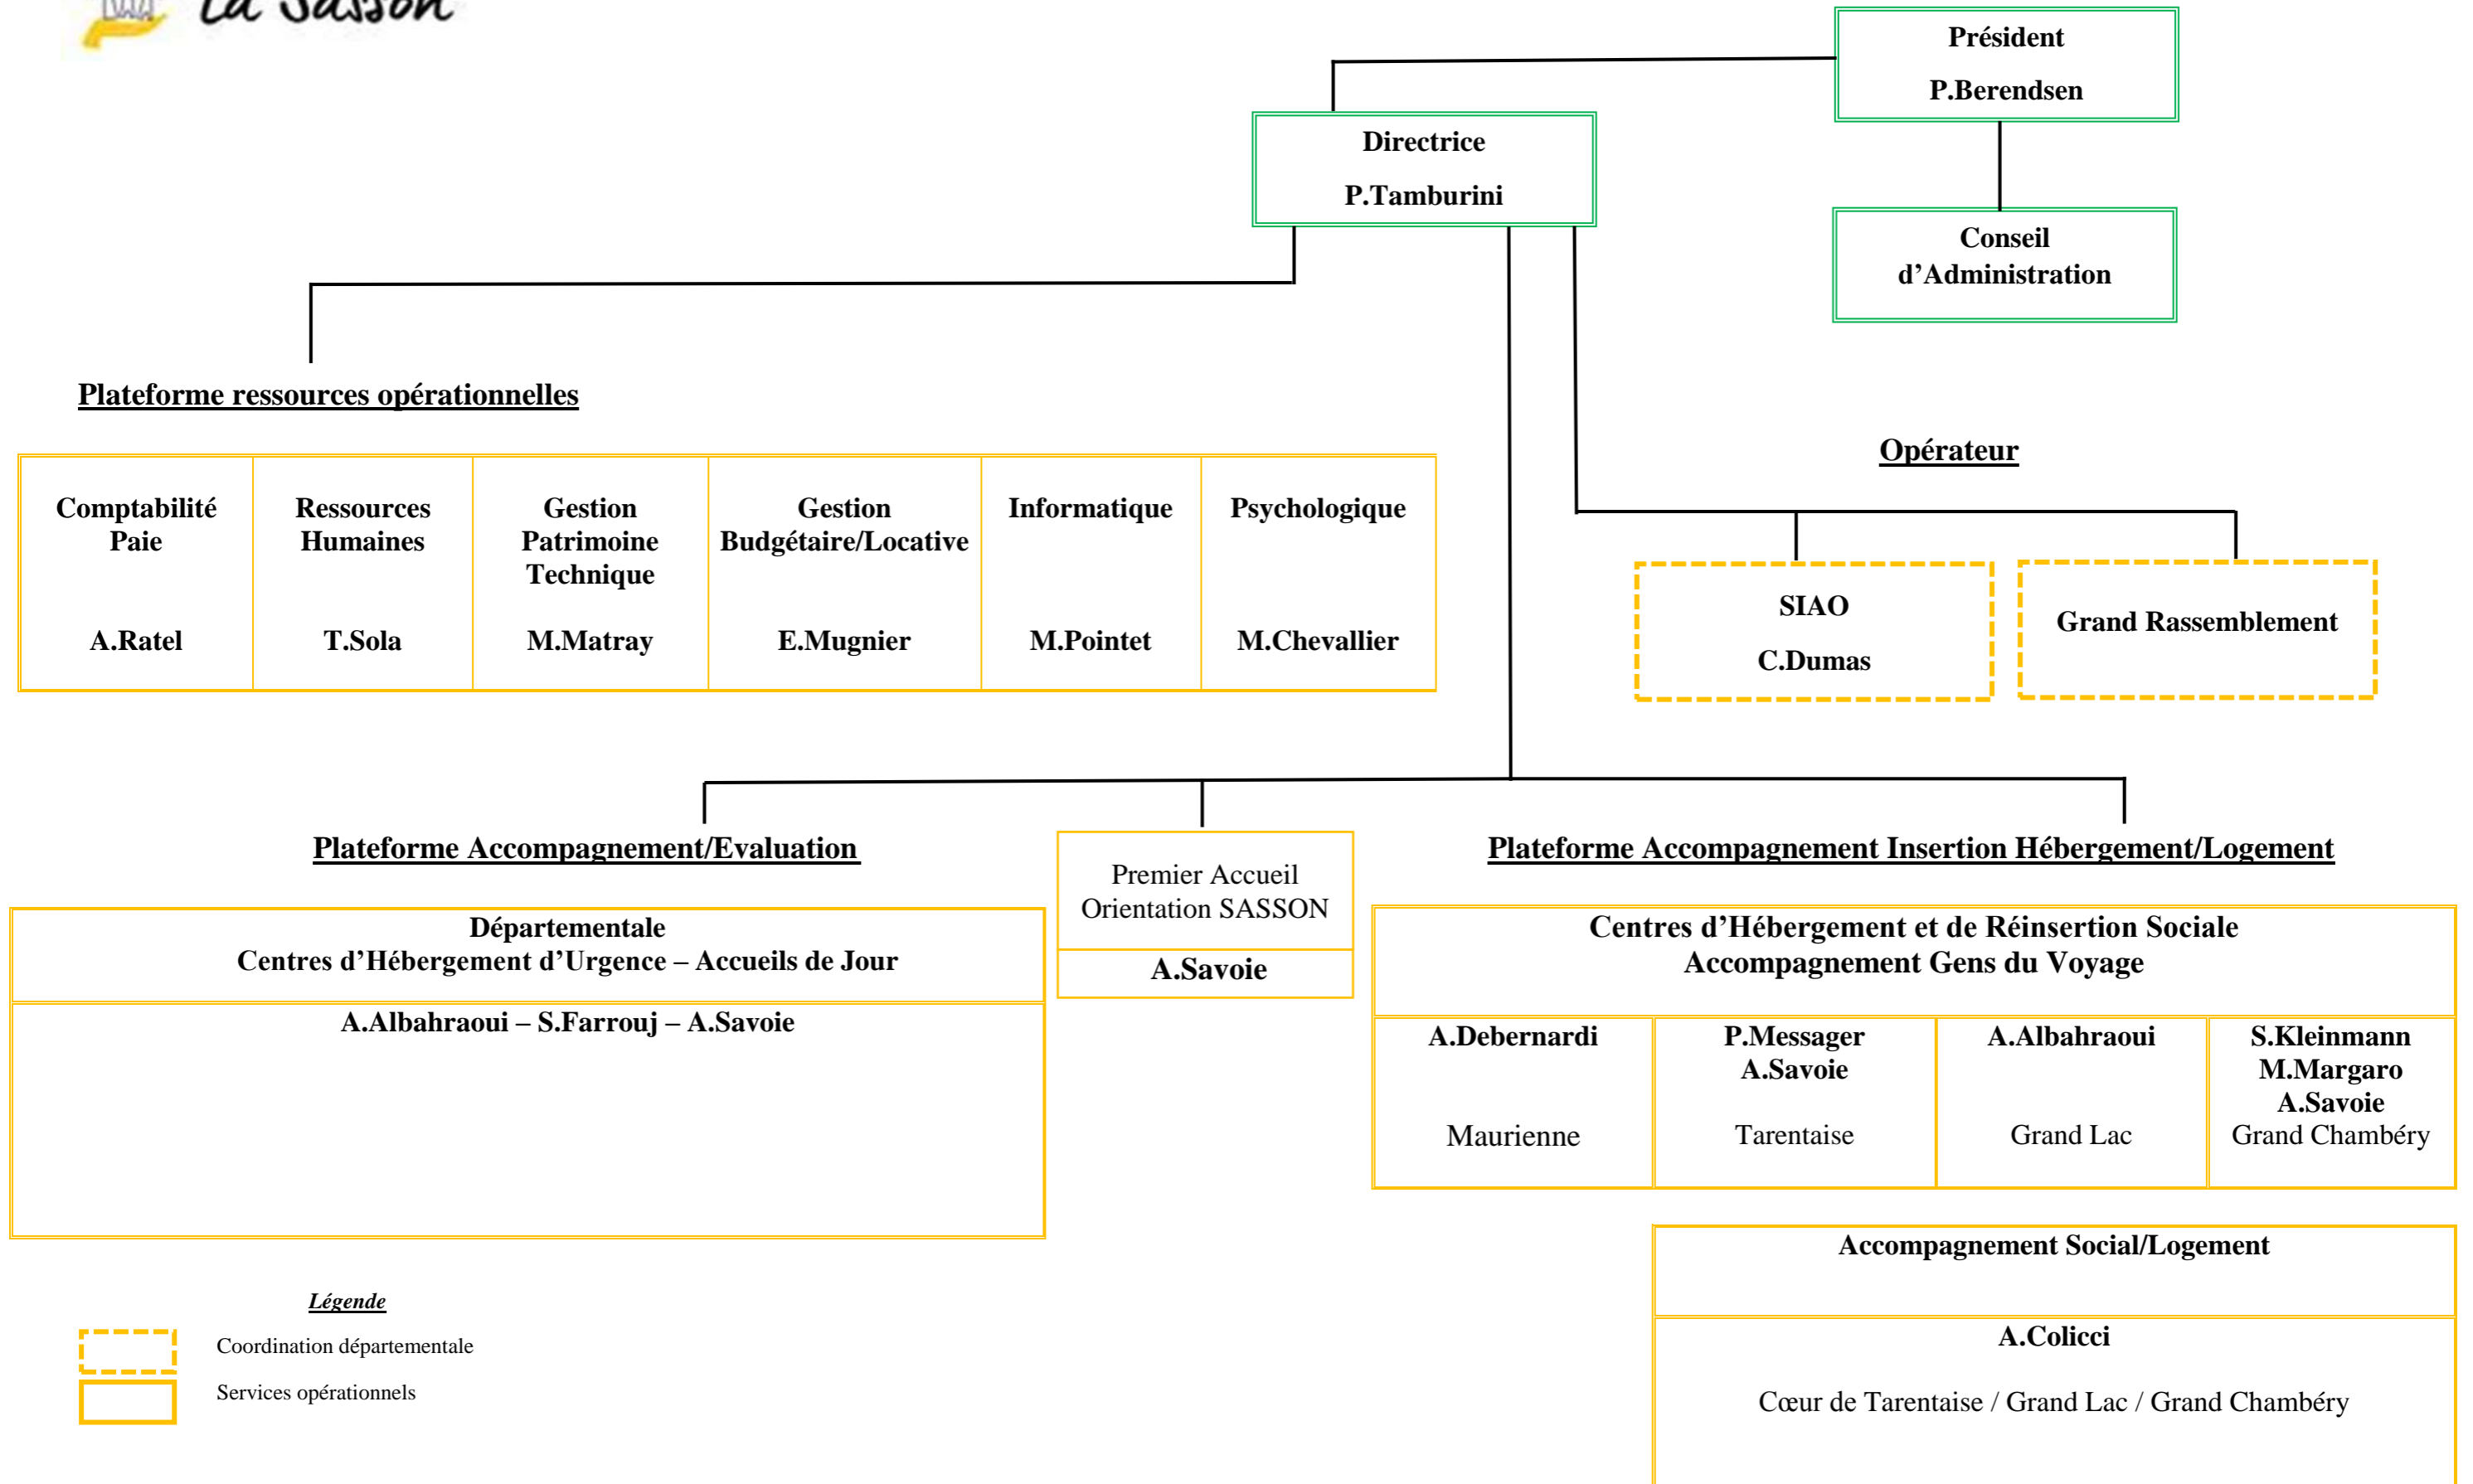 La Sasson
Président
P.Berendsen
Directrice
P.Tamburini
Conseil
d’Administration
Plateforme ressources opérationnelles
Comptabilité
Paie
A.Ratel
Ressources
Humaines
T.Sola
Gestion
Patrimoine
Technique
M.Matray
Gestion
Budgétaire/Locative
E.Mugnier
Informatique
M.Pointet
Psychologique
M.Chevallier
Opérateur
SIAO
C.Dumas
Grand Rassemblement
Plateforme Accompagnement/Evaluation
Départementale
Centres d’Hébergement d’Urgence – Accueils de Jour
A.Albahraoui – S.Farrouj – A.Savoie
Premier Accueil
Orientation SASSON
A.Savoie
Plateforme Accompagnement Insertion Hébergement/Logement
Centres d’Hébergement et de Réinsertion Sociale
Accompagnement Gens du Voyage
A.Debernardi
Maurienne
P.Messager
A.Savoie
Tarentaise
A.Albahraoui
Grand Lac
S.Kleinmann
M.Margaro
A.Savoie
Grand Chambéry
Accompagnement Social/Logement
A.Colicci
Cœur de Tarentaise / Grand Lac / Grand Chambéry
Légende
Coordination départementale
Services opérationnels